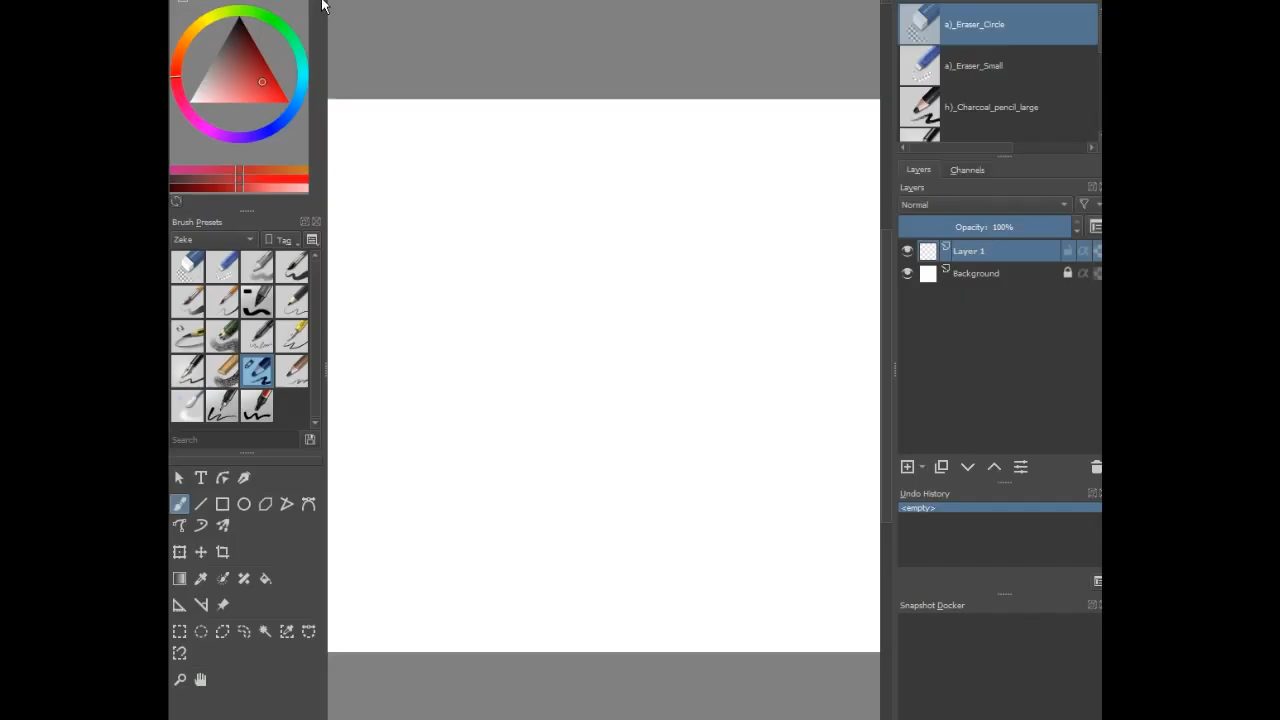 a)_Eraser_Circle
a)_Eraser_Small
h)_Charcoal_pencil_large
Layers Channels
Layers
Normal
Opacity: 100%
Layer 1
Background
Brush Presets
Zeke Tag
Search
Undo History
<empty>
Snapshot Docker